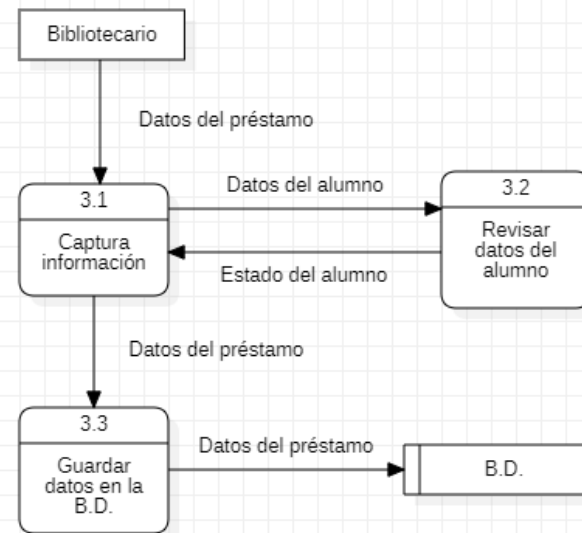 Bibliotecario
Datos del préstamo
3.1
Captura
información
Datos del alumno
Estado del alumno
3.2
Revisar
datos del
alumno
Datos del préstamo
3.3
Guardar
datos en la
B.D.
Datos del préstamo
B.D.